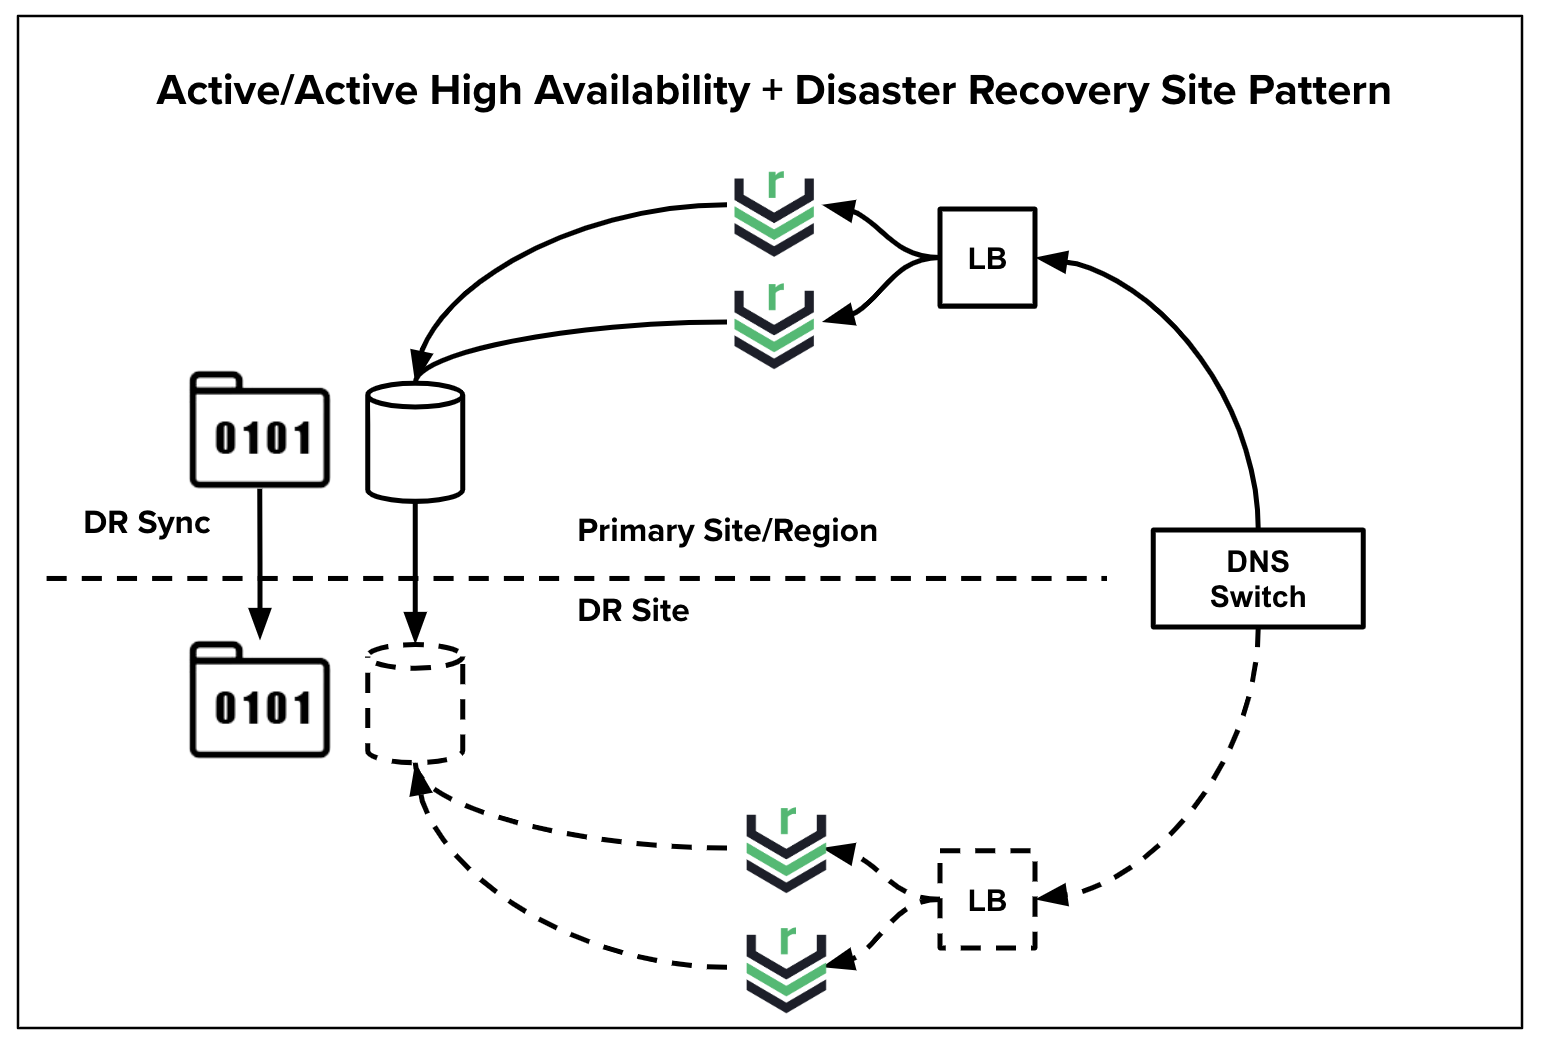 Active/Active High Availability + Disaster Recovery Site Pattern
r
LB
r
0101
DR Sync
Primary Site/Region
DNS
Switch
DR Site
0101
r
LB
r